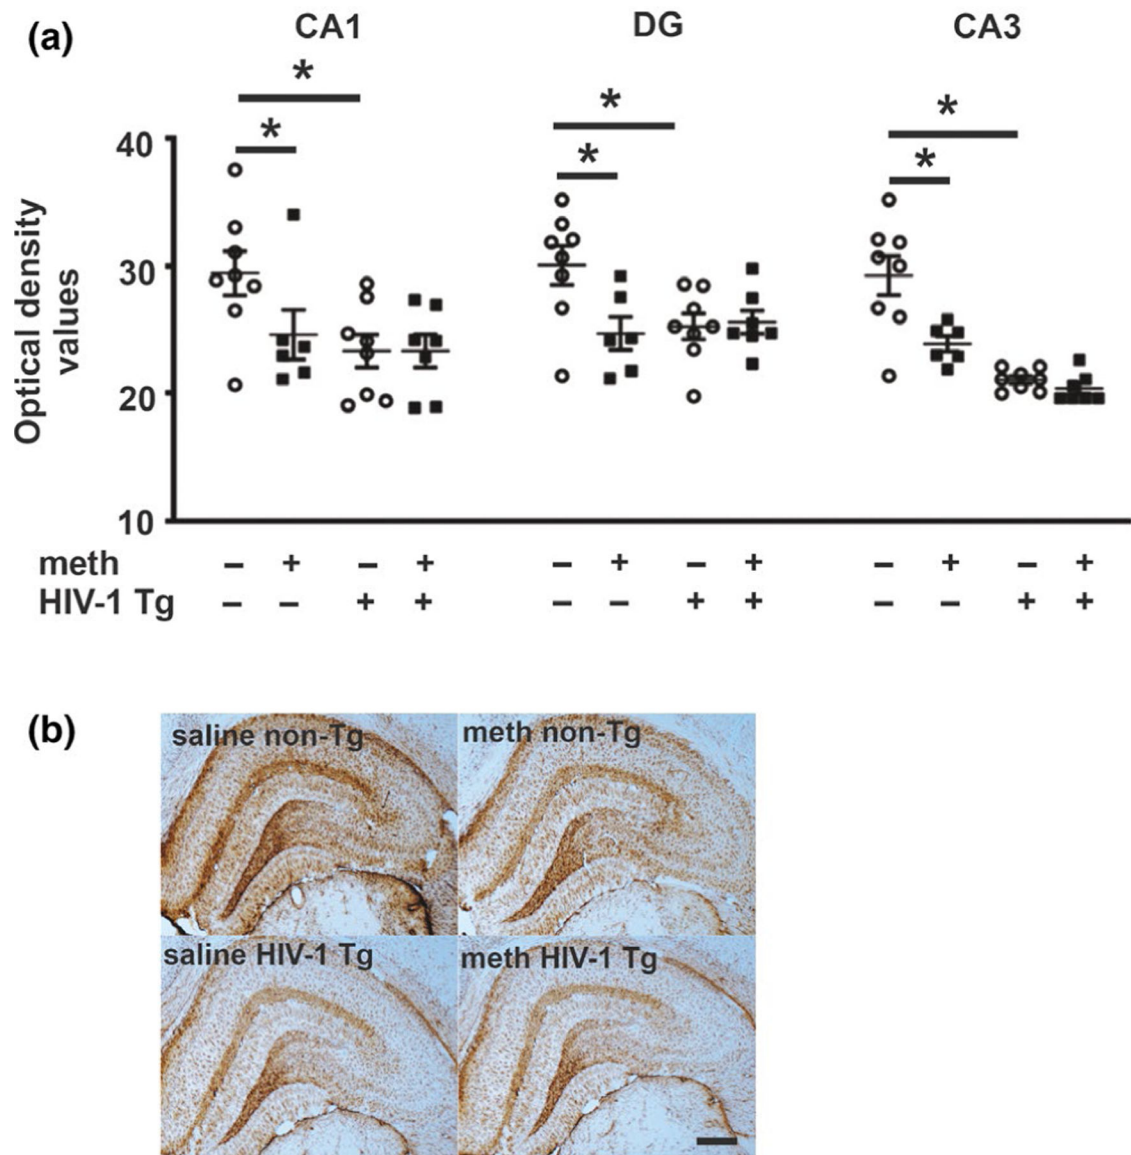 (a)
CA1 DG CA3
* * *
* * *
Optical density
values
40
30
20
10
meth − + − + − + − + − + − +
HIV-1 Tg − − + + − − + + − − + +
(b)
saline non-Tg meth non-Tg
saline HIV-1 Tg meth HIV-1 Tg